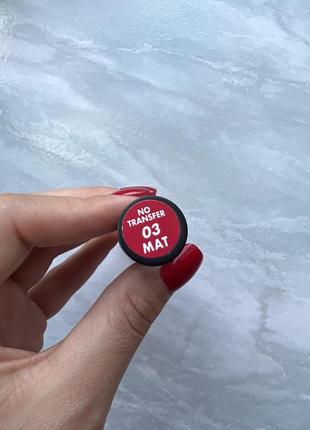 NO
TRANSFER
03
MAT